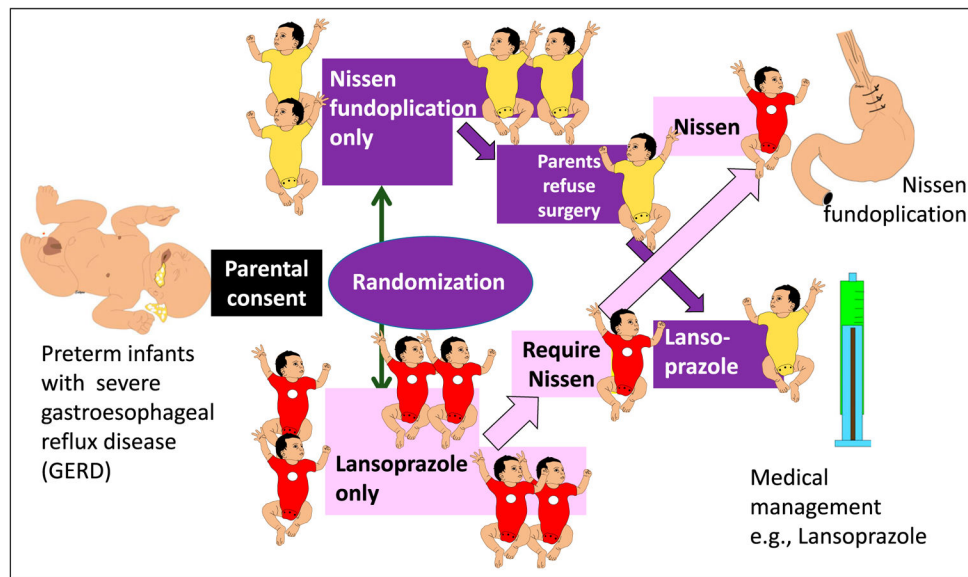 Nissen
fundoplication
only
Nissen
Parents
refuse
surgery
Nissen
fundoplication
Parental
consent
Randomization
Preterm infants
with severe
gastroesophageal
reflux disease
(GERD)
Require
Nissen
Lanso-
prazole
Lansoprazole
only
Medical
management
e.g., Lansoprazole